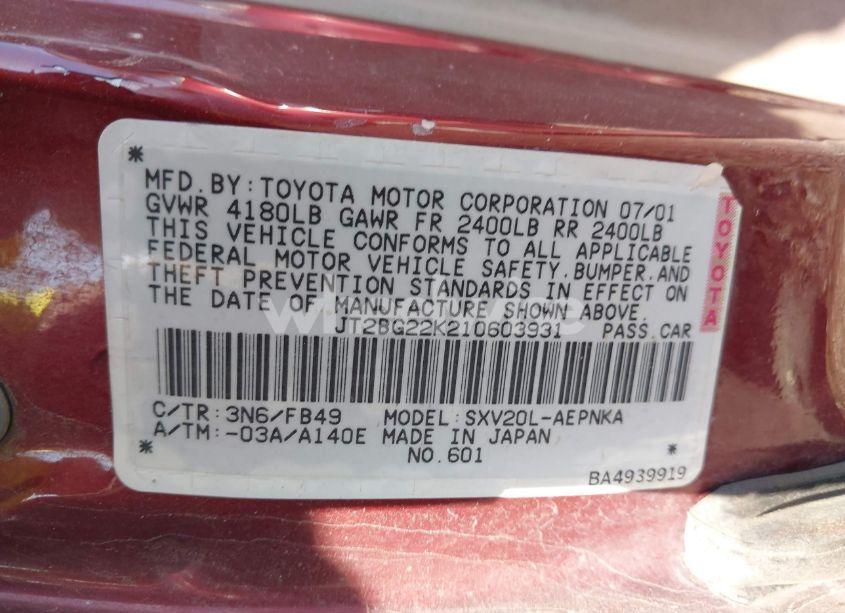 *
MFD.BY:TOYOTA MOTOR CORPORATION 07/01
GVWR 4180LB GAWR FR 2400LB RR 2400LB
THIS VEHICLE CONFORMS TO ALL APPLICABLE
FEDERAL MOTOR VEHICLE SAFETY,BUMPER,AND
THEFT PREVENTION STANDARDS IN EFFECT ON
THE DATE OF MANUFACTURE SHOWN ABOVE.
JT2BG22K210603931 PASS.CAR
C/TR:3N6/FB49 MODEL:SXV20L-AEPNKA
A/TM:-03A/A140E MADE IN JAPAN
*
NO.601
*
BA4939919
TOYOTA